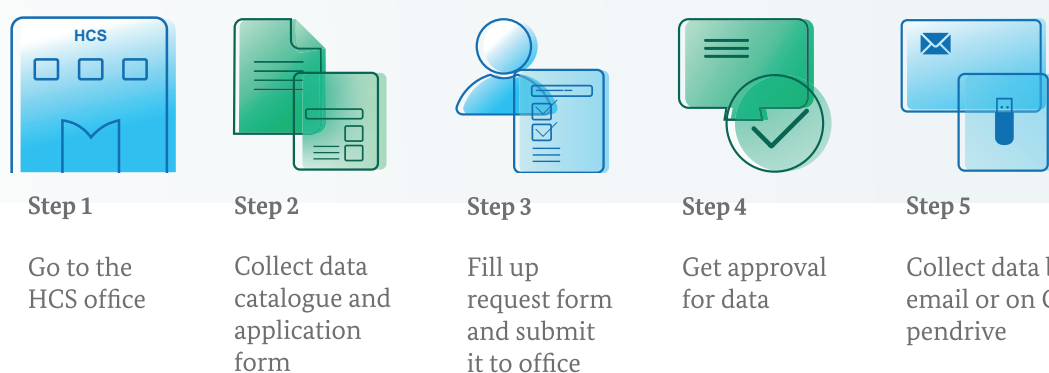 HCS
Step 1
Go to the
HCS office
Step 2
Collect data
catalogue and
application
form
Step 3
Fill up
request form
and submit
it to office
Step 4
Get approval
for data
Step 5
Collect data
email or on
pendrive